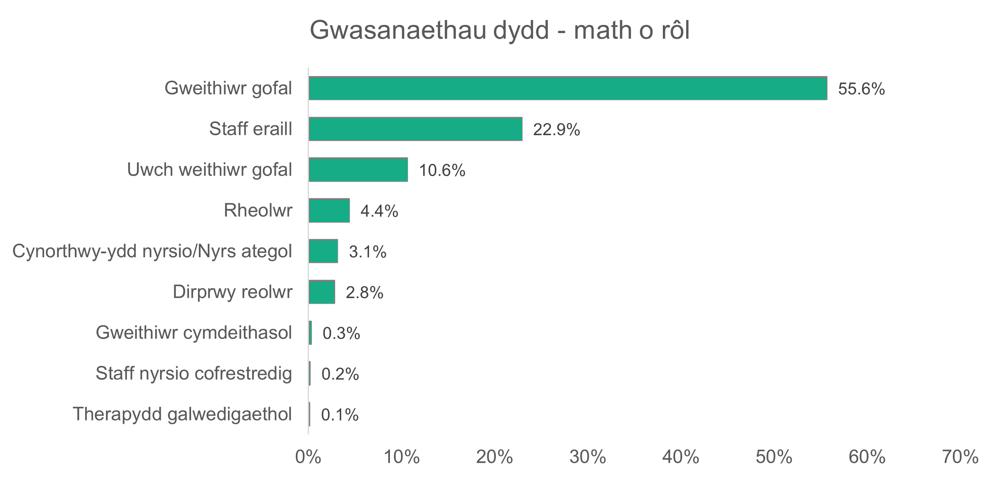 Gwasanaethau dydd - math o rôl
Gweithiwr gofal 55.6%
Staff eraill 22.9%
Uwch weithiwr gofal 10.6%
Rheolwr 4.4%
Cynorthwy-ydd nyrsio/Nyrs ategol 3.1%
Dirprwy reolwr 2.8%
Gweithiwr cymdeithasol 0.3%
Staff nyrsio cofrestredig 0.2%
Therapydd galwedigaethol 0.1%
0% 10% 20% 30% 40% 50% 60% 70%